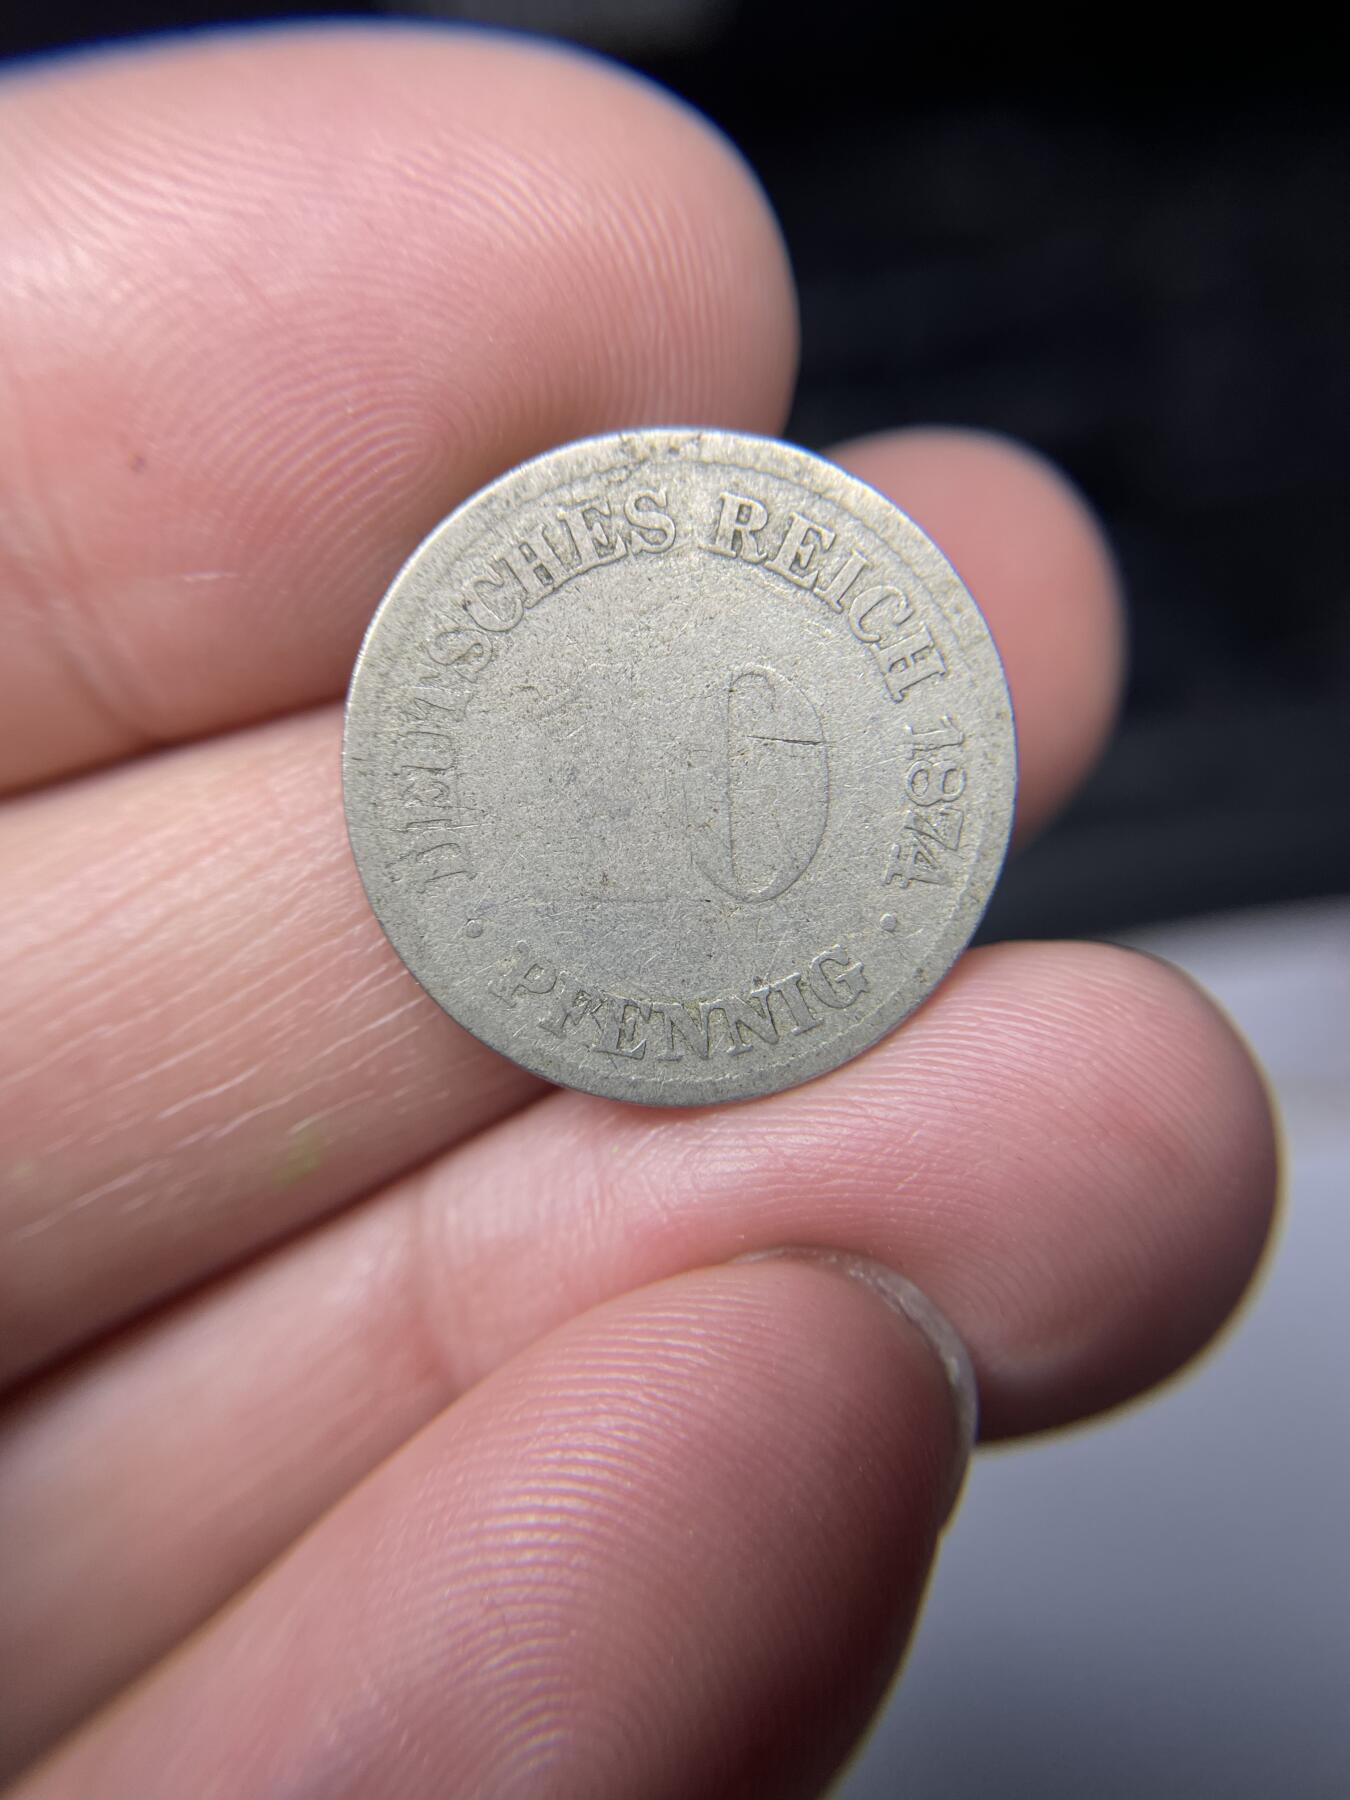 DEUTSCHES REICH 1874
10
· PFENNIG ·